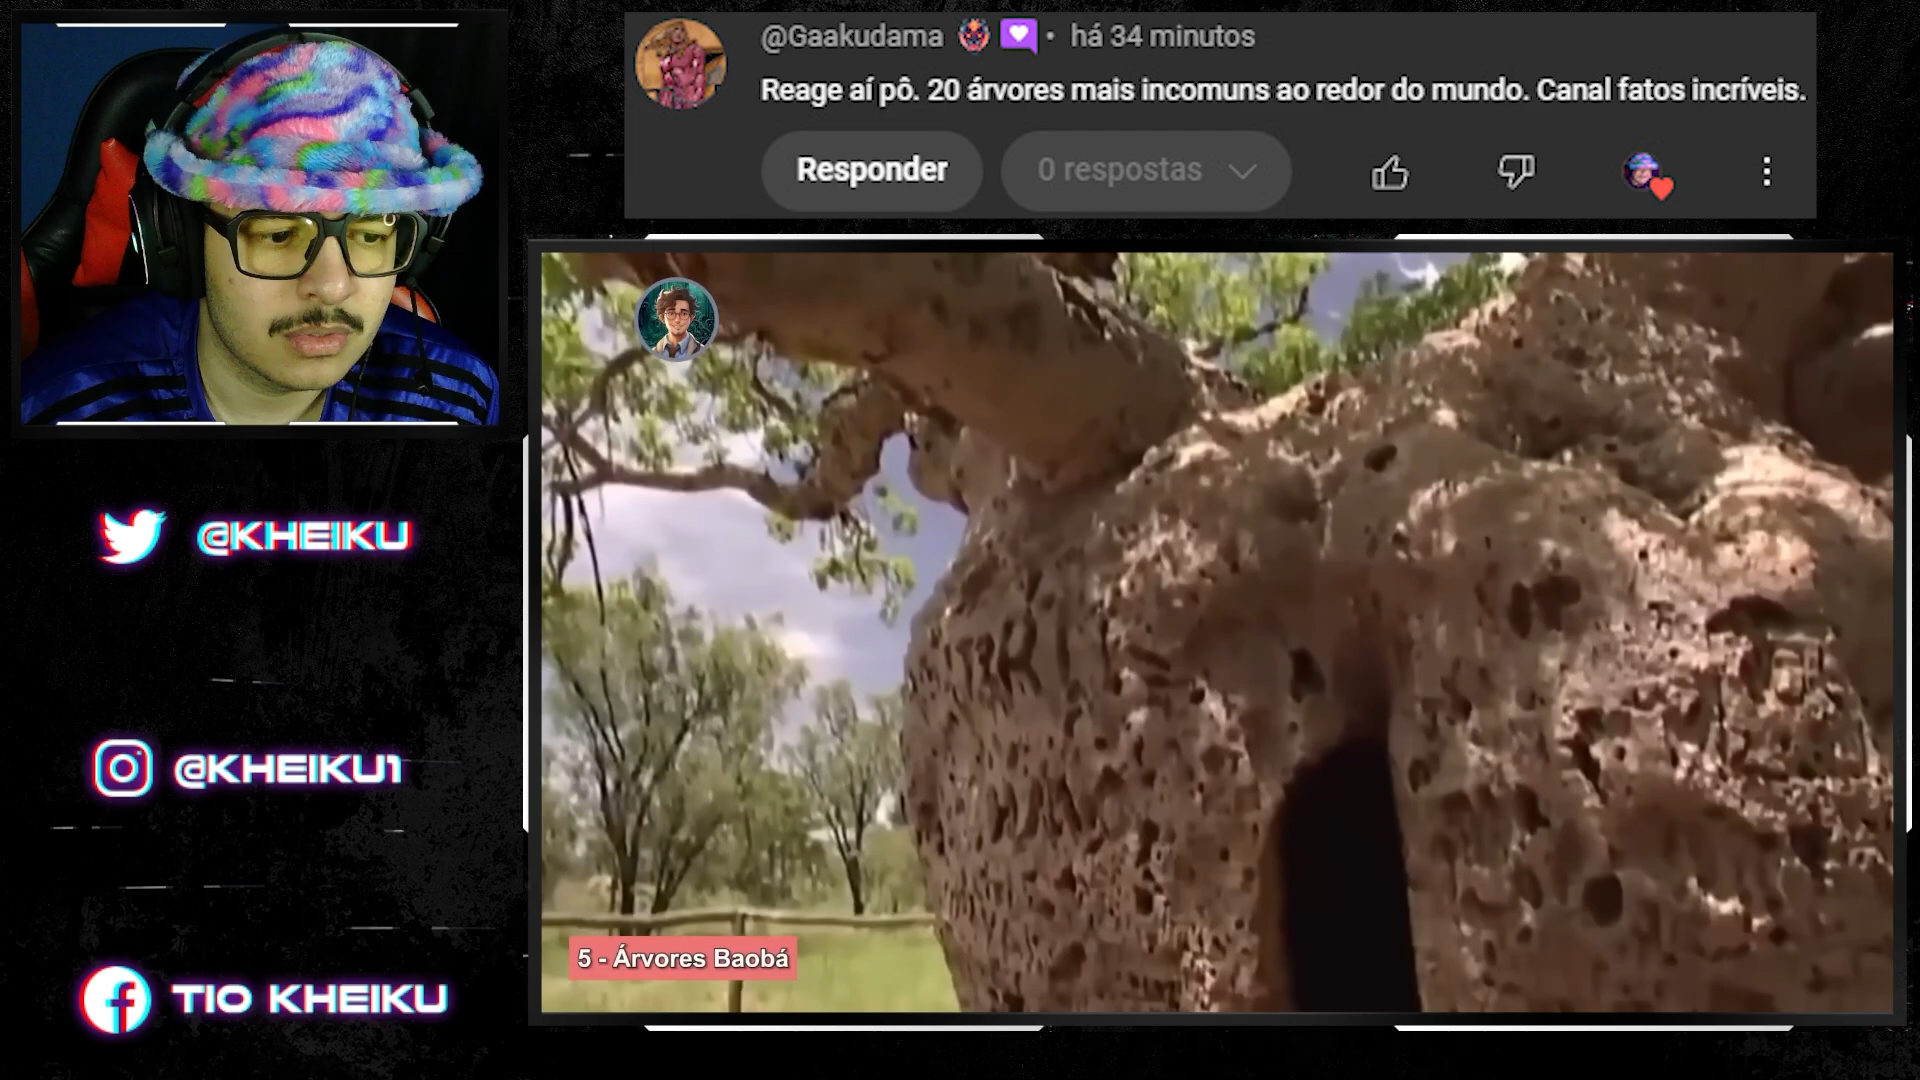 @Gaakudama • há 34 minutos
Reage aí pô. 20 árvores mais incomuns ao redor do mundo. Canal fatos incríveis.
Responder
0 respostas
@KHEIKU
@KHEIKU1
TIO KHEIKU
5 - Árvores Baobá